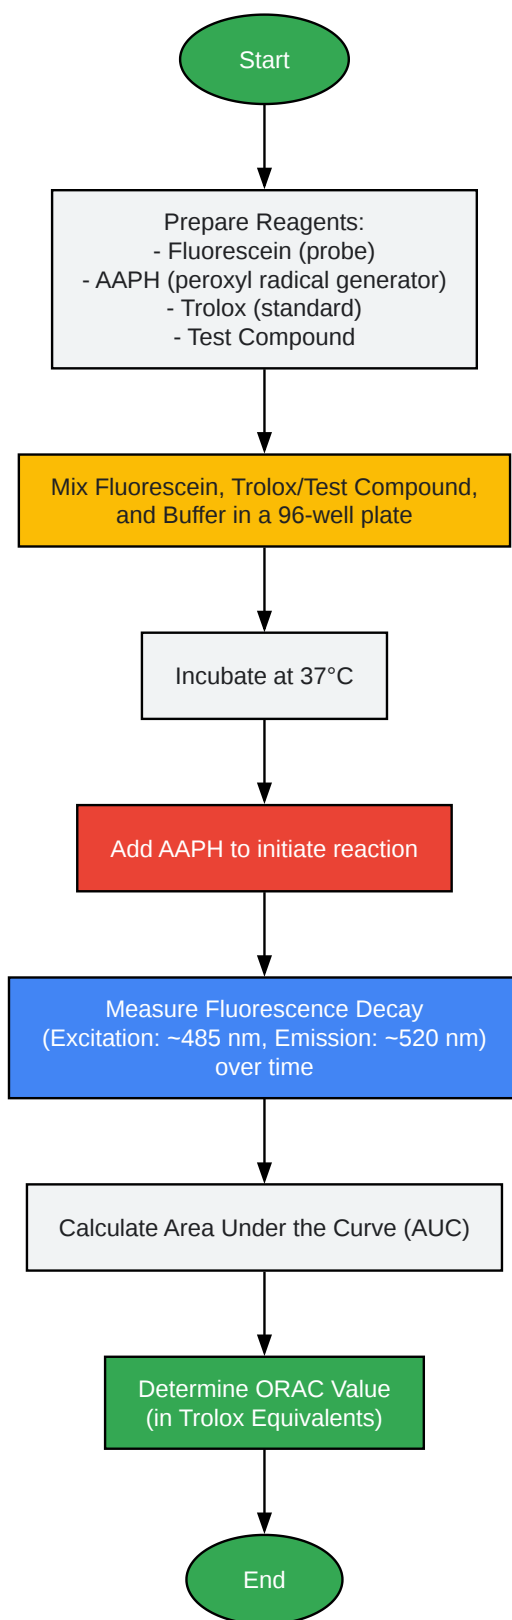 Start
Prepare Reagents:
- Fluorescein (probe)
- AAPH (peroxyl radical generator)
- Trolox (standard)
- Test Compound
Mix Fluorescein, Trolox/Test Compound,
and Buffer in a 96-well plate
Incubate at 37°C
Add AAPH to initiate reaction
Measure Fluorescence Decay
(Excitation: ~485 nm, Emission: ~520 nm)
over time
Calculate Area Under the Curve (AUC)
Determine ORAC Value
(in Trolox Equivalents)
End